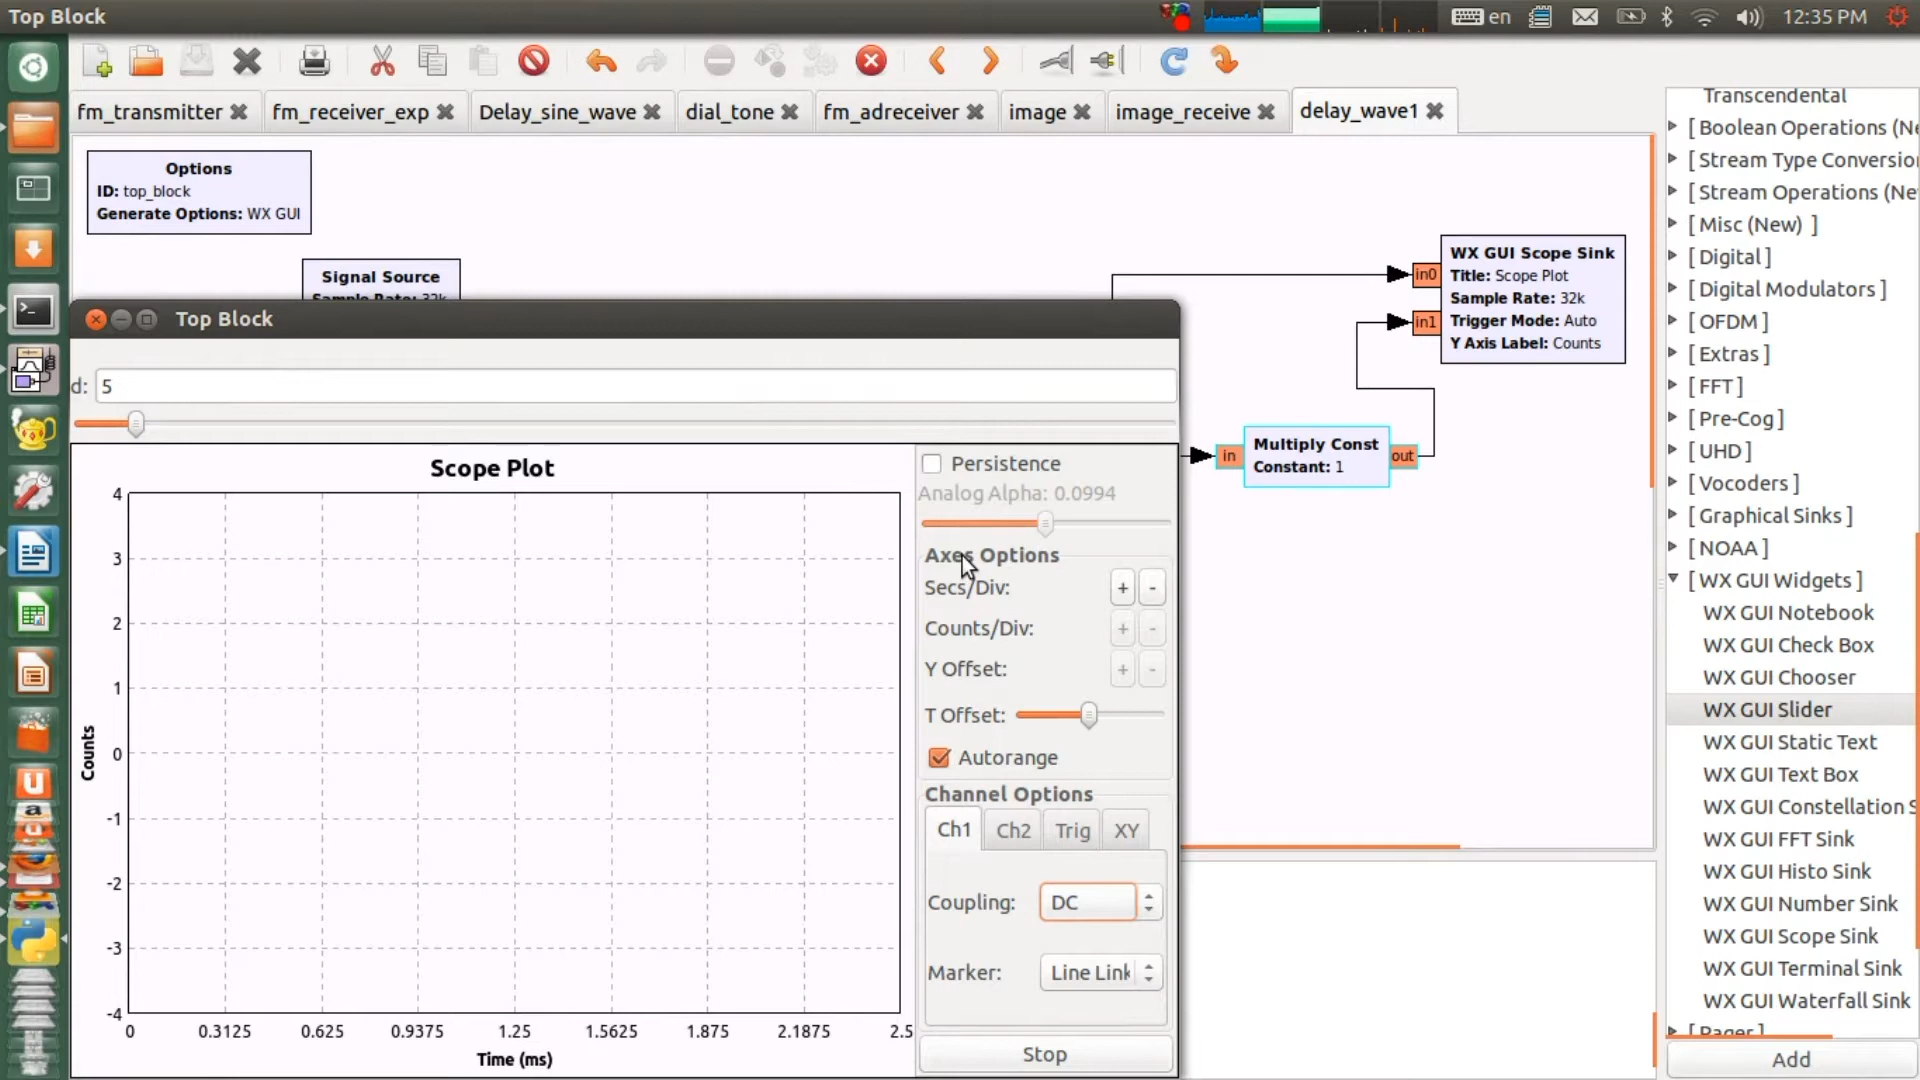 Top Block
en
12:35 PM
fm_transmitter
fm_receiver_exp
Delay_sine_wave
dial_tone
fm_adreceiver
image
image_receive
delay_wave1
Options
ID: top_block
Generate Options: WX GUI
Signal Source
WX GUI Scope Sink
Title: Scope Plot
Sample Rate: 32k
Trigger Mode: Auto
Y Axis Label: Counts
in0
in1
in
Multiply Const
Constant: 1
out
Top Block
d: 5
Scope Plot
4
3
2
1
0
-1
-2
-3
-4
Counts
0
0.3125
0.625
0.9375
1.25
1.5625
1.875
2.1875
2.5
Time (ms)
Persistence
Analog Alpha: 0.0994
Axes Options
Secs/Div:
+
-
Counts/Div:
+
-
Y Offset:
+
-
T Offset:
Autorange
Channel Options
Ch1
Ch2
Trig
XY
Coupling: DC
Marker: Line Link
Stop
Transcendental
[ Boolean Operations (Ne
[ Stream Type Conversion
[ Stream Operations (Ne
[ Misc (New) ]
[ Digital ]
[ Digital Modulators ]
[ OFDM ]
[ Extras ]
[ FFT ]
[ Pre-Cog ]
[ UHD ]
[ Vocoders ]
[ Graphical Sinks ]
[ NOAA ]
[ WX GUI Widgets ]
WX GUI Notebook
WX GUI Check Box
WX GUI Chooser
WX GUI Slider
WX GUI Static Text
WX GUI Text Box
WX GUI Constellation S
WX GUI FFT Sink
WX GUI Histo Sink
WX GUI Number Sink
WX GUI Scope Sink
WX GUI Terminal Sink
WX GUI Waterfall Sink
[ Pager ]
Add